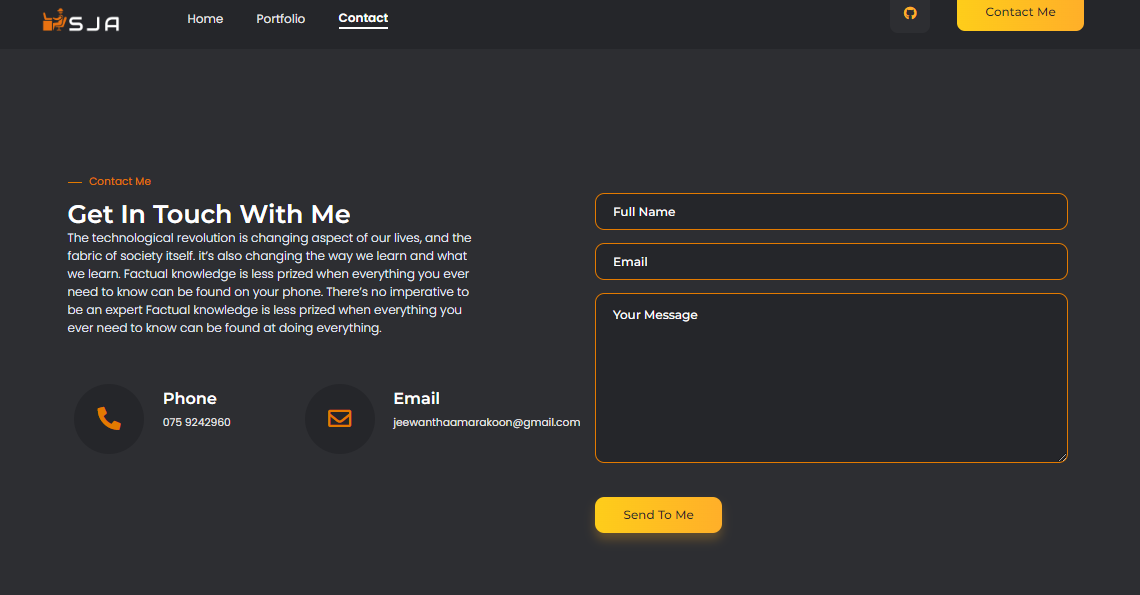 SJA
Home
Portfolio
Contact
Contact Me
Contact Me
Get In Touch With Me
The technological revolution is changing aspect of our lives, and the
fabric of society itself. it's also changing the way we learn and what
we learn. Factual knowledge is less prized when everything you ever
need to know can be found on your phone. There's no imperative to
be an expert Factual knowledge is less prized when everything you
ever need to know can be found at doing everything.
Phone
075 9242960
Email
jeewanthaamarakoon@gmail.com
Full Name
Email
Your Message
Send To Me